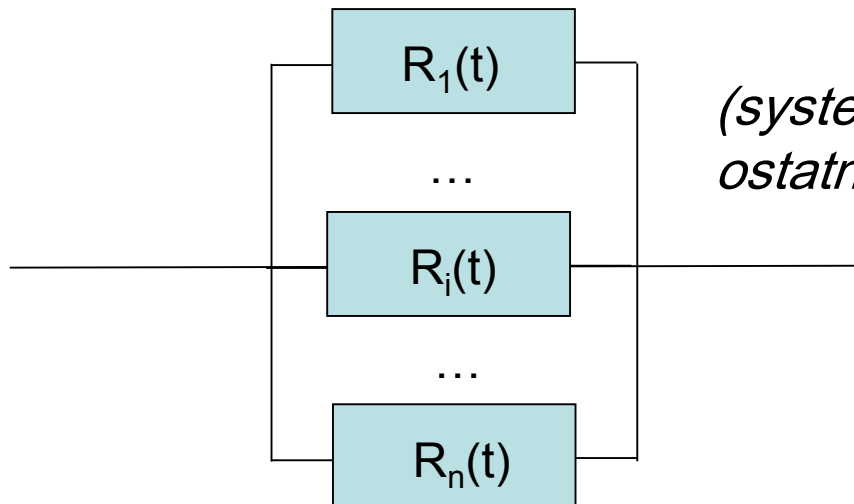 R₁(t)
(syste
ostatn
...
Rᵢ(t)
...
Rₙ(t)